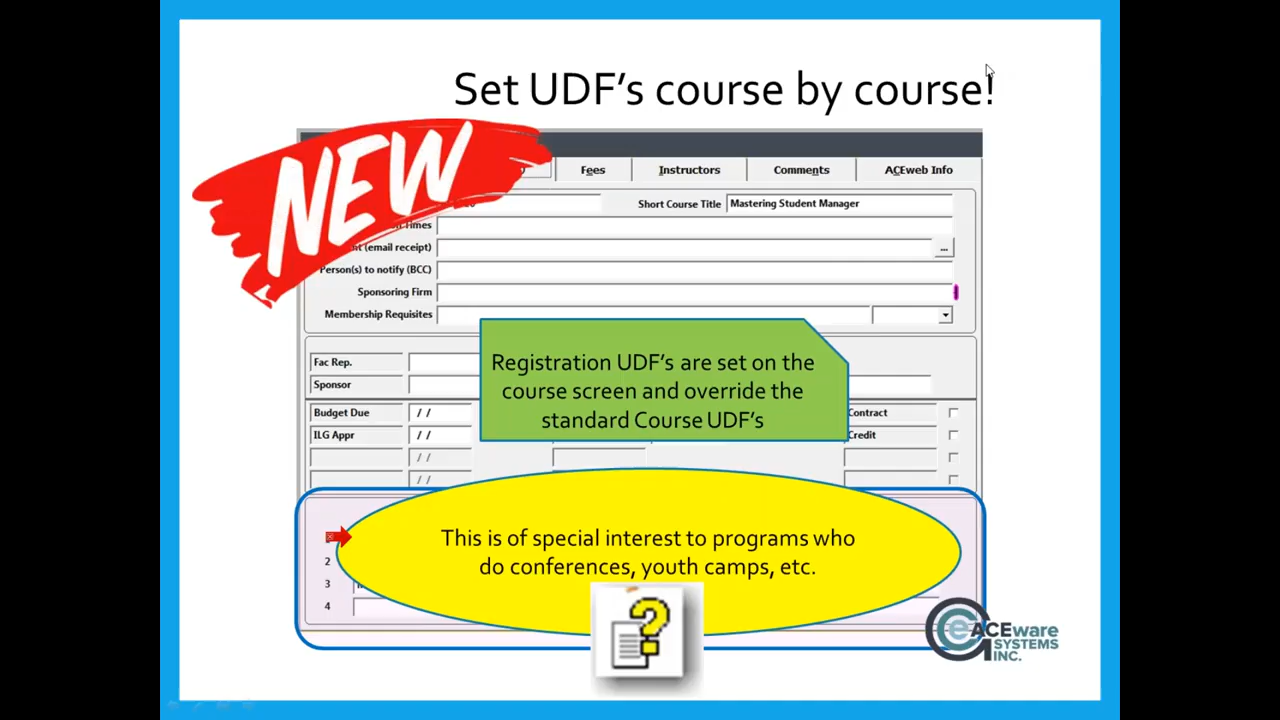 Set UDF's course by course!
NEW
Fees
Instructors
Comments
ACEweb Info
Short Course Title
Mastering Student Manager
Times
(email receipt)
...
Person(s) to notify (BCC)
Sponsoring Firm
Membership Requisites
Registration UDF's are set on the
course screen and override the
standard Course UDF's
Fac Rep.
Sponsor
Budget Due
/ /
Contract
ILG Appr
/ /
Credit
/ /
/ /
This is of special interest to programs who
do conferences, youth camps, etc.
2
3
4
?
ACEware
SYSTEMS
INC.